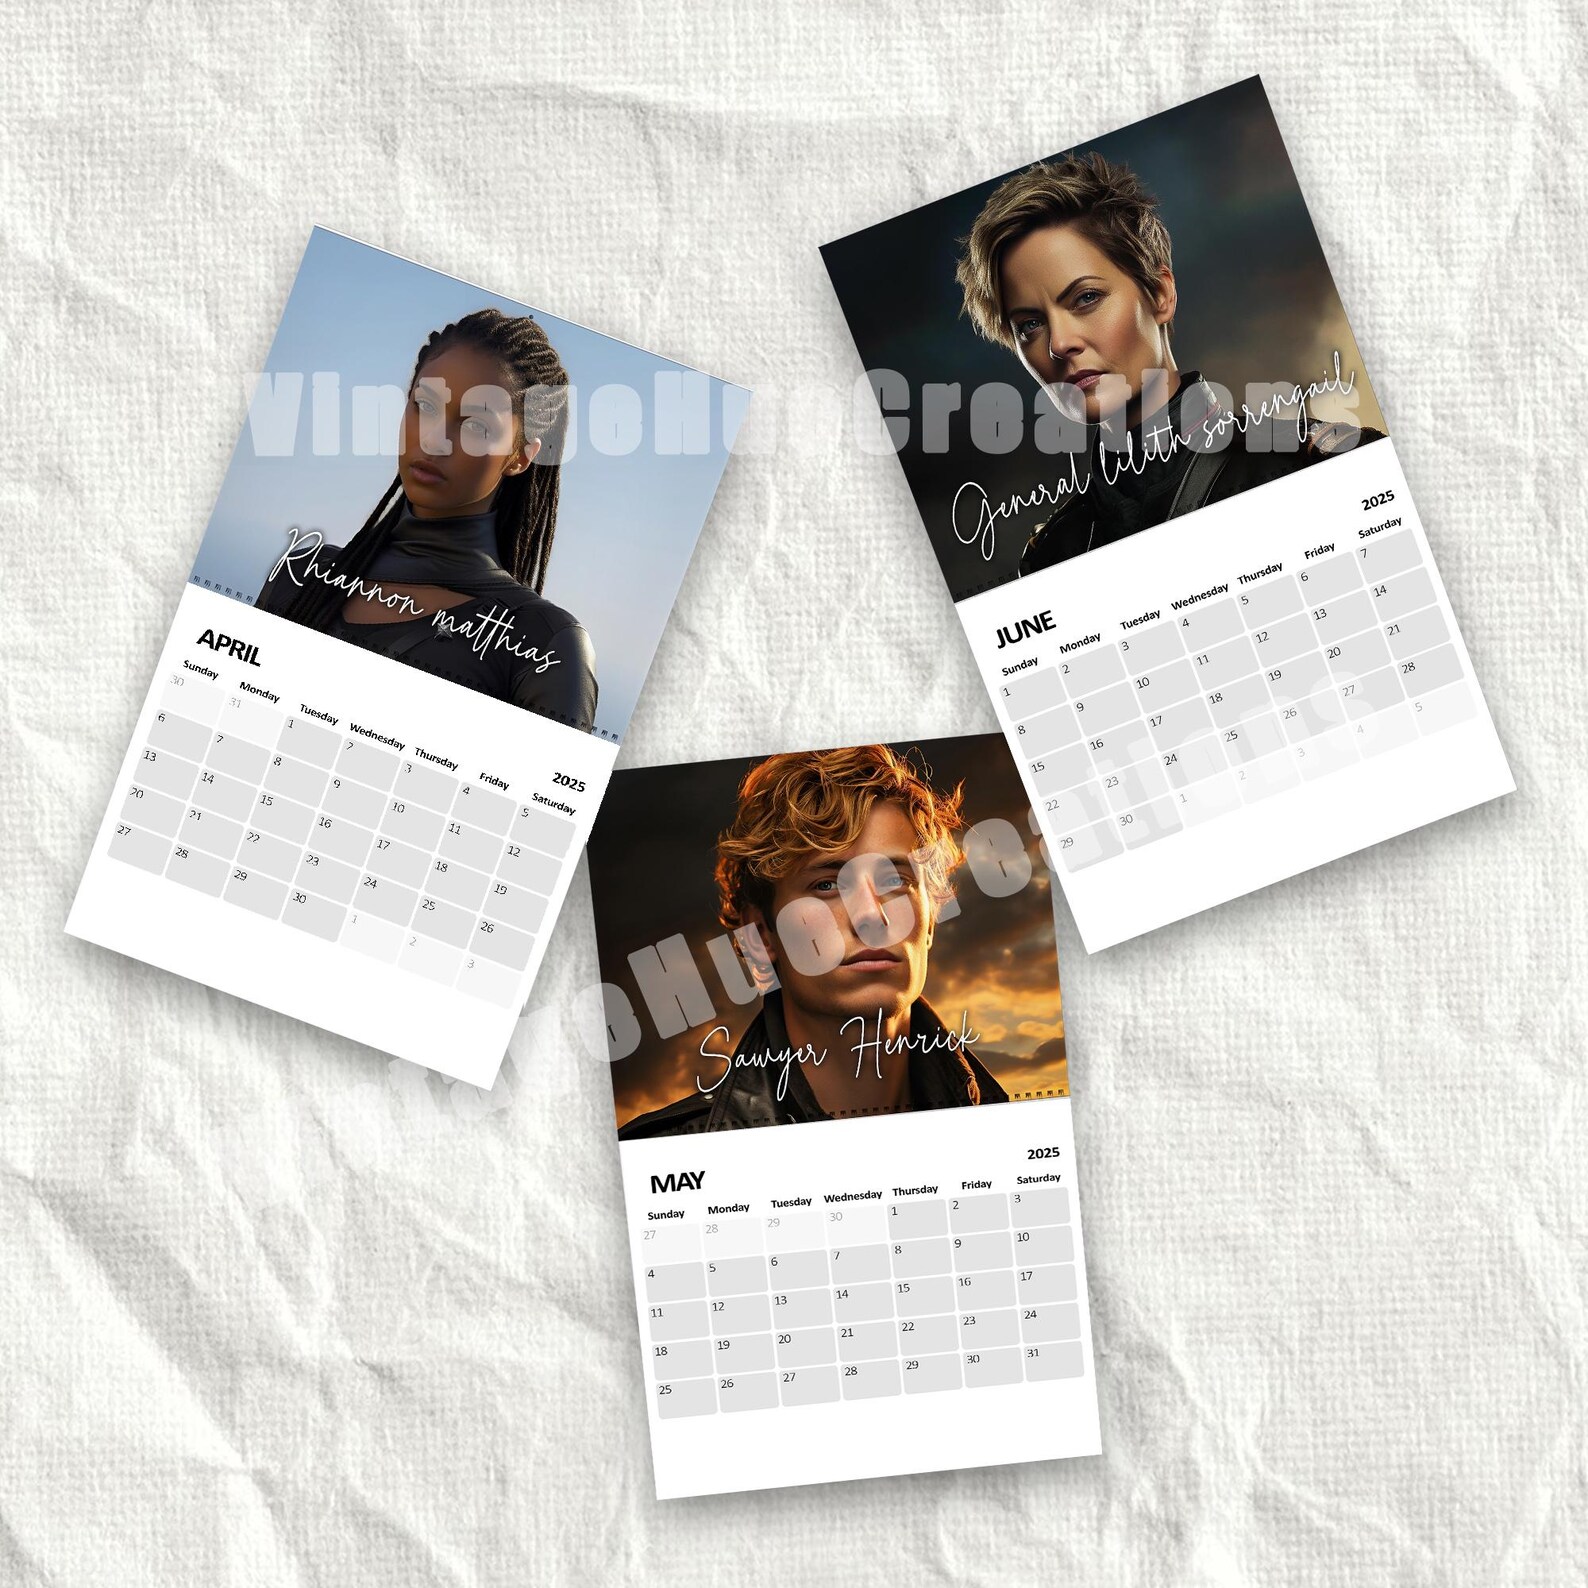 VintageHueCreations
Rhiannon matthias
APRIL
2025
Sunday Monday Tuesday Wednesday Thursday Friday Saturday
30 31 1 2 3 4 5
6 7 8 9 10 11 12
13 14 15 16 17 18 19
20 21 22 23 24 25 26
27 28 29 30 1 2 3
General lilith sorrengail
JUNE
2025
Sunday Monday Tuesday Wednesday Thursday Friday Saturday
1 2 3 4 5 6 7
8 9 10 11 12 13 14
15 16 17 18 19 20 21
22 23 24 25 26 27 28
29 30 1 2 3 4 5
geHueCreations
Sawyer Henrick
MAY
2025
Sunday Monday Tuesday Wednesday Thursday Friday Saturday
27 28 29 30 1 2 3
4 5 6 7 8 9 10
11 12 13 14 15 16 17
18 19 20 21 22 23 24
25 26 27 28 29 30 31